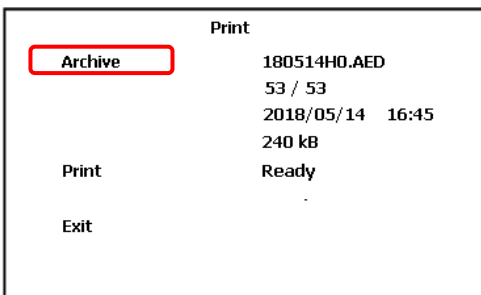 Print
Archive 180514H0.AED
53 / 53
2018/05/14 16:45
240 kB
Print Ready
.
Exit